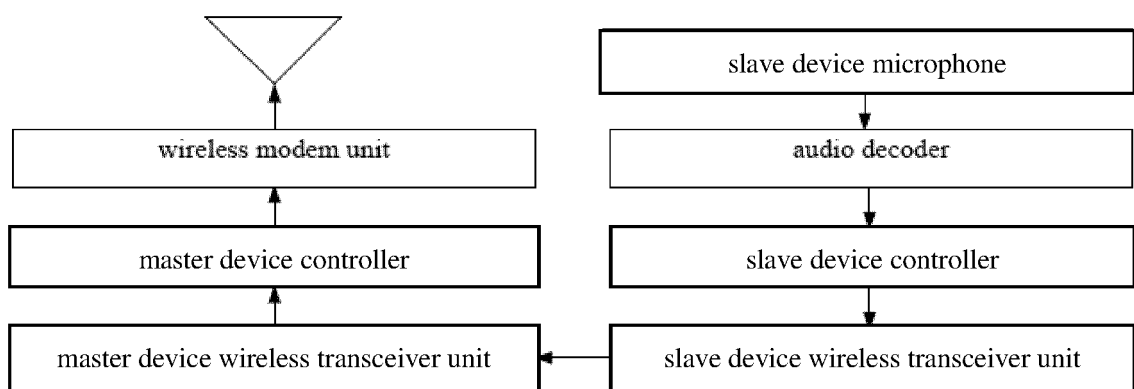 slave device microphone
wireless modem unit
audio decoder
master device controller
slave device controller
master device wireless transceiver unit
slave device wireless transceiver unit